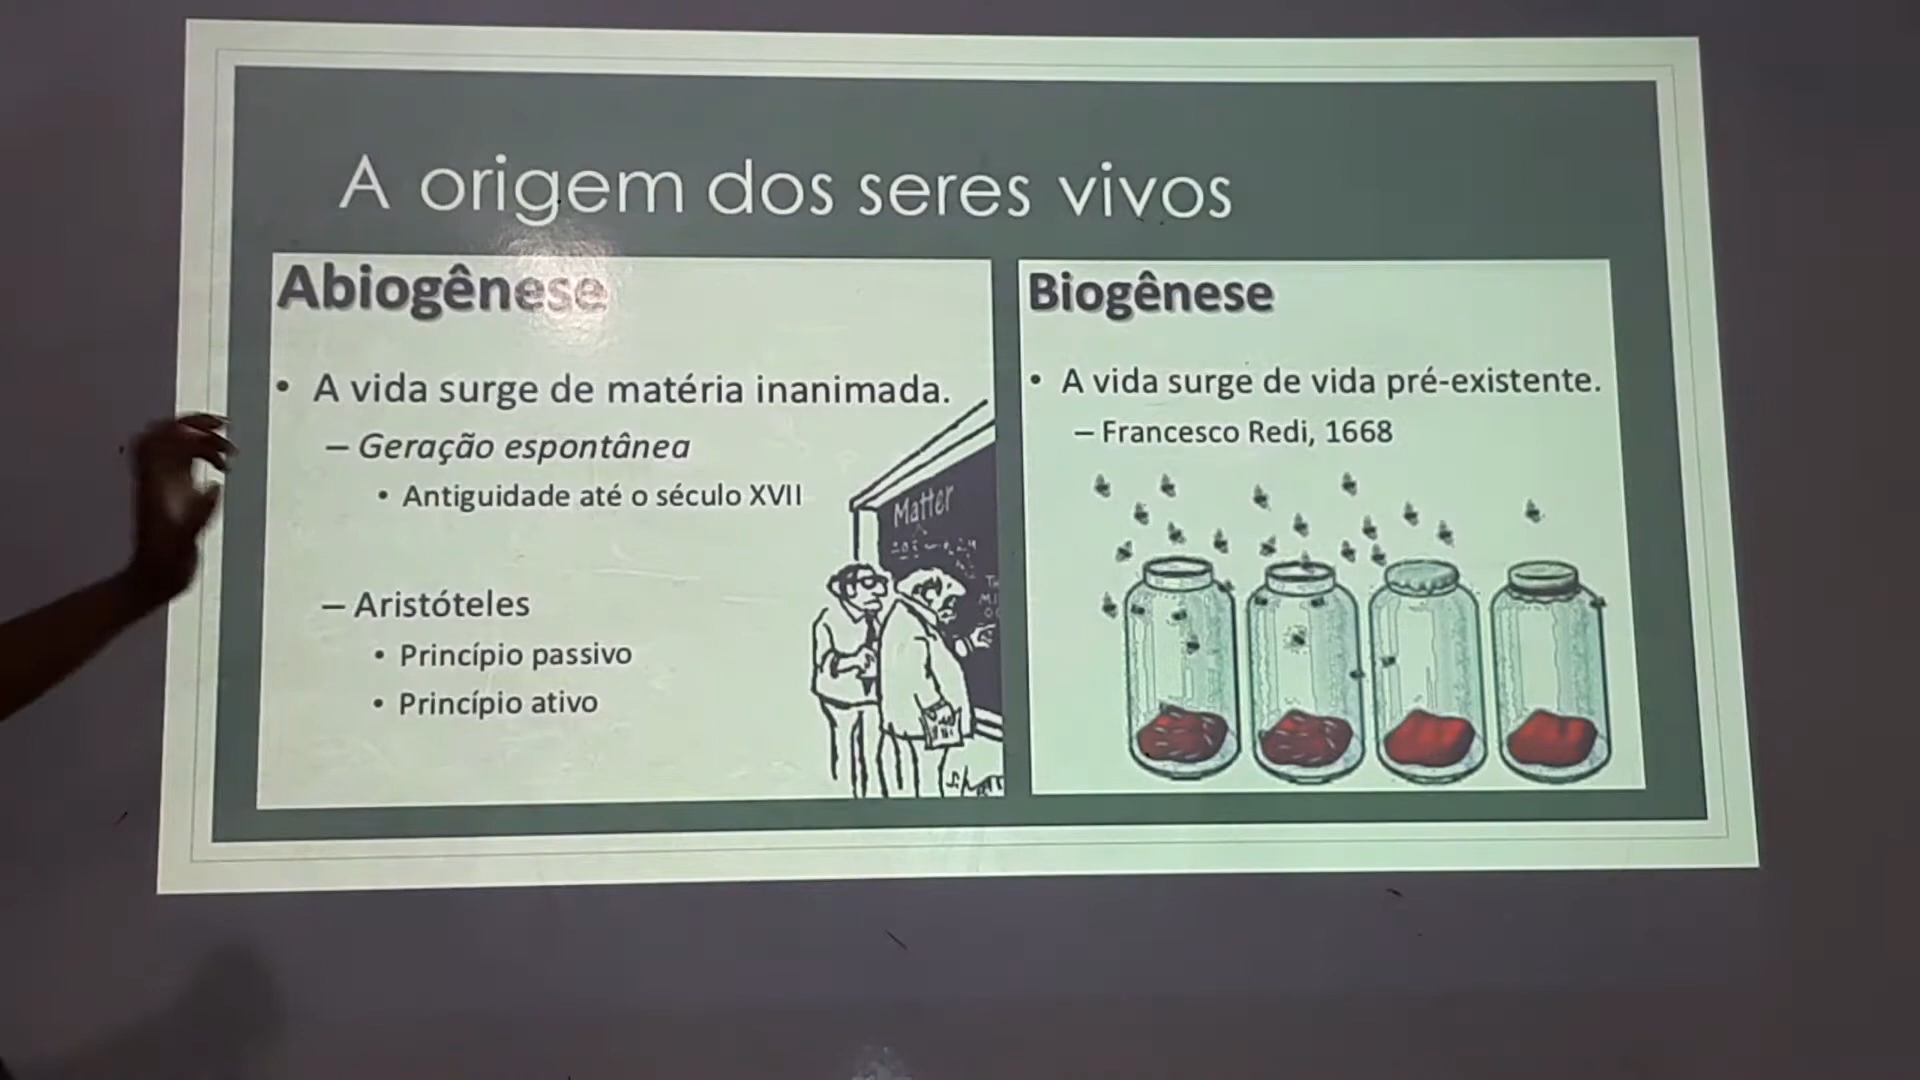 A origem dos seres vivos
Abiogênese
• A vida surge de matéria inanimada.
– Geração espontânea
• Antiguidade até o século XVII
– Aristóteles
• Princípio passivo
• Princípio ativo
Matter
Biogênese
• A vida surge de vida pré-existente.
– Francesco Redi, 1668